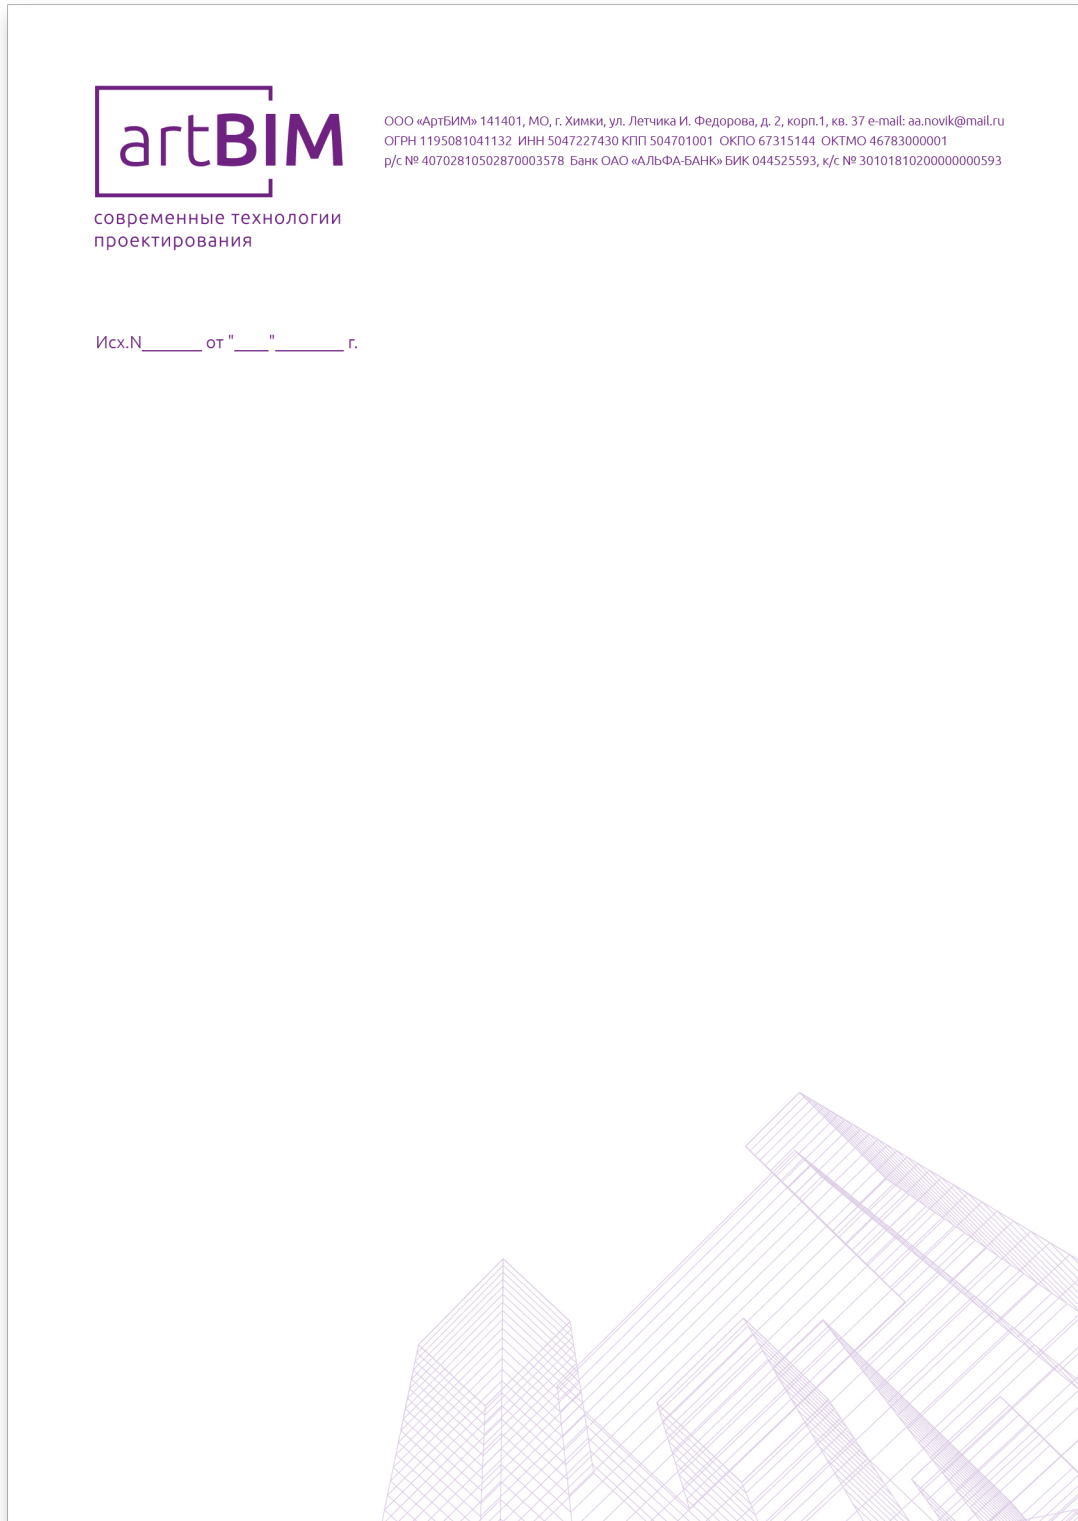 artBIM
современные технологии
проектирования
ООО «АртБИМ» 141401, МО, г. Химки, ул. Летчика И. Федорова, д. 2, корп.1, кв. 37 e-mail: aa.novik@mail.ru
ОГРН 1195081041132 ИНН 5047227430 КПП 504701001 ОКПО 67315144 ОКТМО 46783000001
р/с № 40702810502870003578 Банк ОАО «АЛЬФА-БАНК» БИК 044525593, к/с № 30101810200000000593
Исх.N_______ от "____"________ г.